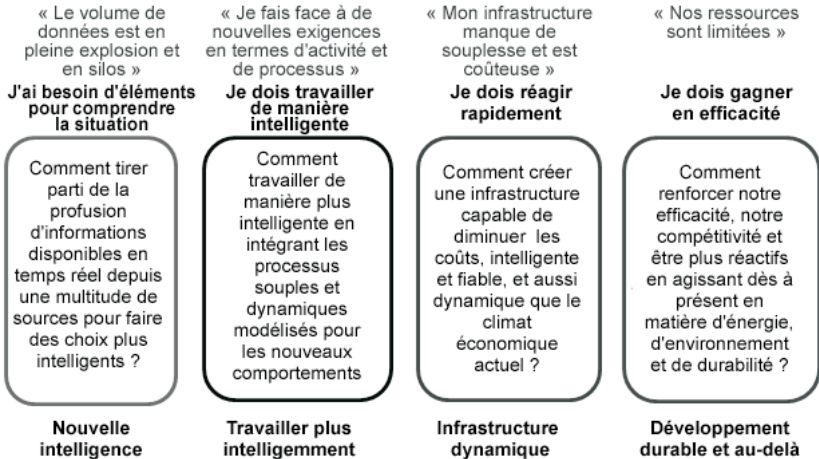 « Le volume de
données est en
pleine explosion et
en silos »
J'ai besoin d'éléments
pour comprendre
la situation
Comment tirer
parti de la
profusion
d'informations
disponibles en
temps réel depuis
une multitude de
sources pour faire
des choix plus
intelligents ?
Nouvelle
intelligence
« Je fais face à de
nouvelles exigences
en termes d'activité et
de processus »
Je dois travailler
de manière
intelligente
Comment
travailler de
manière plus
intelligente en
intégrant les
processus
souples et
dynamiques
modélisés pour
les nouveaux
comportements
Travailler plus
intelligemment
« Mon infrastructure
manque de
souplesse et est
coûteuse »
Je dois réagir
rapidement
Comment créer
une infrastructure
capable de
diminuer les
coûts, intelligente
et fiable, et aussi
dynamique que le
climat
économique
actuel ?
Infrastructure
dynamique
« Nos ressources
sont limitées »
Je dois gagner
en efficacité
Comment
renforcer notre
efficacité, notre
compétitivité et
être plus réactifs
en agissant dès à
présent en
matière d'énergie,
d'environnement
et de durabilité ?
Développement
durable et au-delà